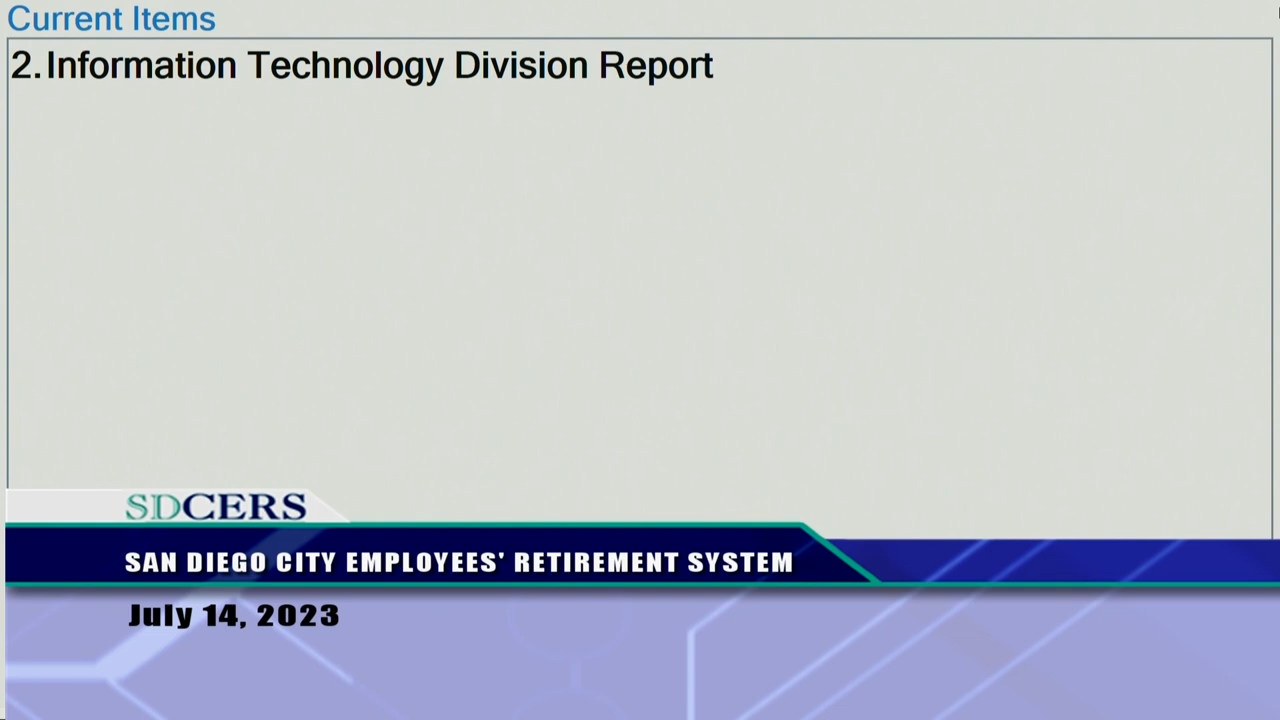 Current Items
2. Information Technology Division Report
SDCERS
SAN DIEGO CITY EMPLOYEES' RETIREMENT SYSTEM
July 14, 2023